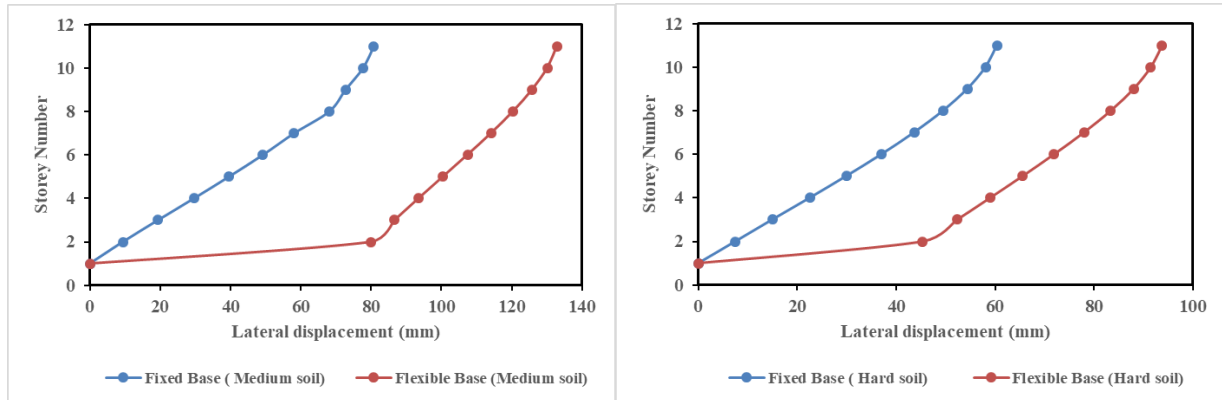 12
10
8
6
4
2
0
Storey Number
0 20 40 60 80 100 120 140
Lateral displacement (mm)
Fixed Base ( Medium soil) Flexible Base (Medium soil)
12
10
8
6
4
2
0
Storey Number
0 20 40 60 80 100
Lateral displacement (mm)
Fixed Base ( Hard soil) Flexible Base (Hard soil)